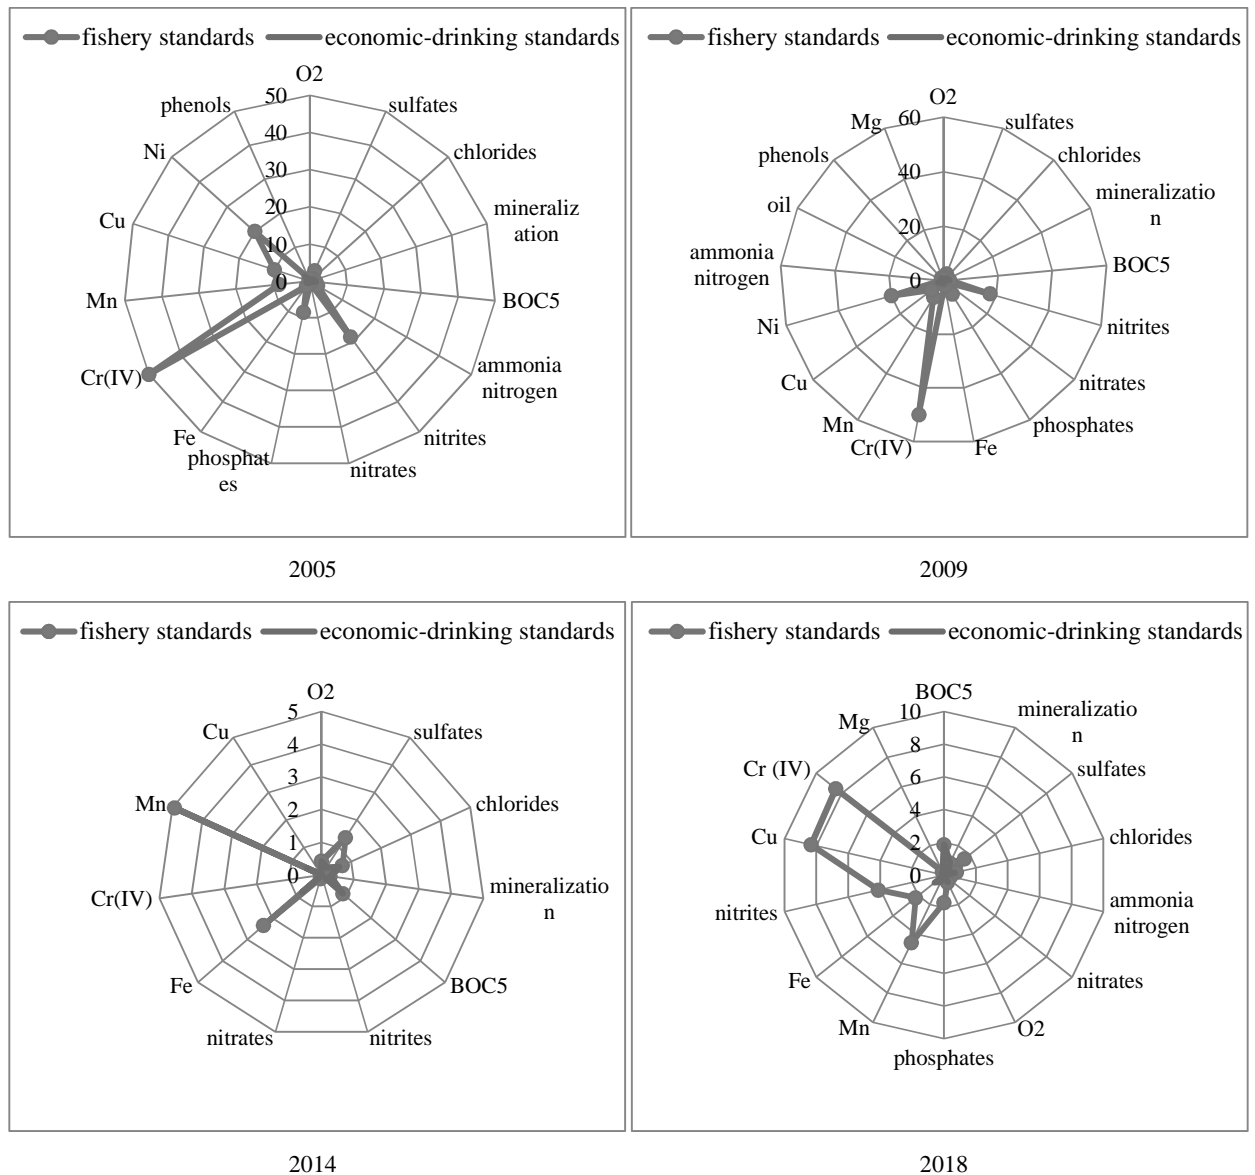 fishery standards economic-drinking standards
O2
sulfates
chlorides
mineraliz
ation
BOC5
ammonia
nitrogen
nitrites
nitrates
phosphat
es
Fe
Cr(IV)
Mn
Cu
Ni
phenols
50
40
30
20
10
0
2005
fishery standards economic-drinking standards
O2
sulfates
chlorides
mineralizatio
n
BOC5
nitrites
nitrates
phosphates
Fe
Cr(IV)
Mn
Cu
Ni
ammonia
nitrogen
oil
phenols
Mg
60
40
20
0
2009
fishery standards economic-drinking standards
O2
sulfates
chlorides
mineralizatio
n
BOC5
nitrites
nitrates
Fe
Cr(IV)
Mn
Cu
5
4
3
2
1
0
2014
fishery standards economic-drinking standards
BOC5
mineralizatio
n
sulfates
chlorides
ammonia
nitrogen
nitrates
O2
phosphates
Mn
Fe
nitrites
Cu
Cr (IV)
Mg
10
8
6
4
2
0
2018